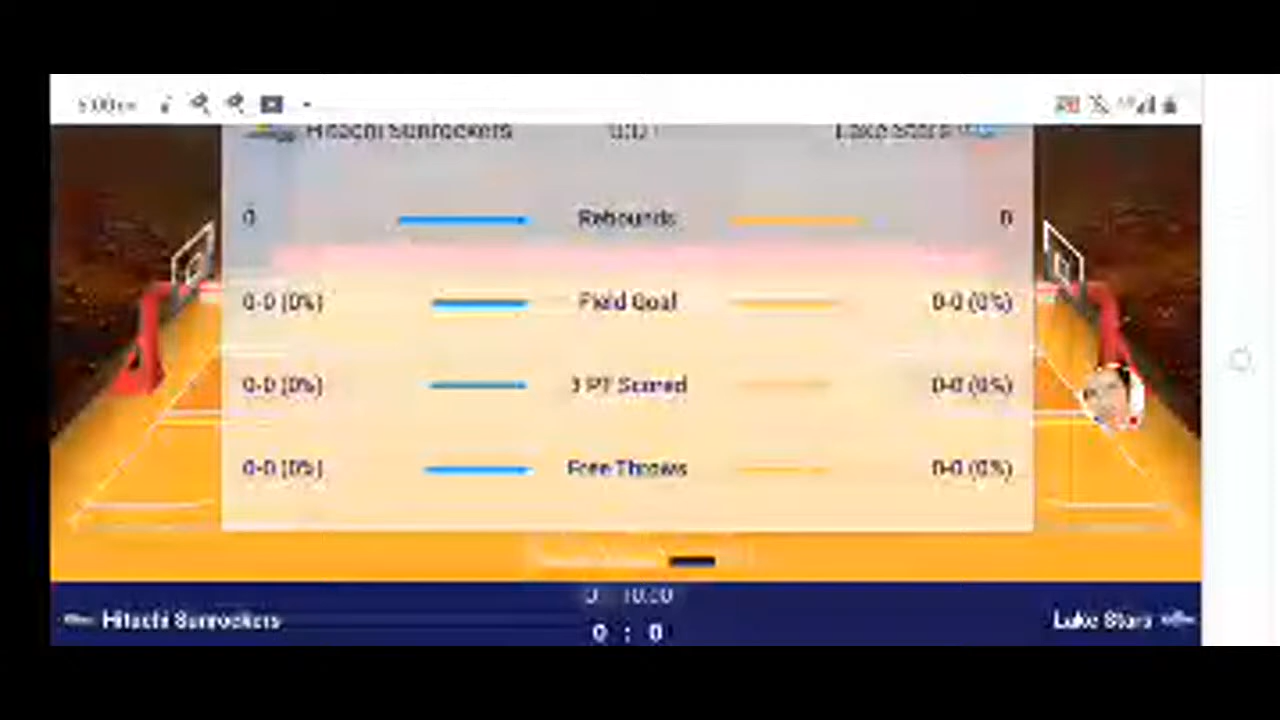 Hitachi Sunrockers Lake Stars
0 Rebounds 0
0-0 (0%) Field Goal 0-0 (0%)
0-0 (0%) 3 PT Scored 0-0 (0%)
0-0 (0%) Free Throws 0-0 (0%)
10:00
Hitachi Sunrockers 0 : 0 Lake Stars